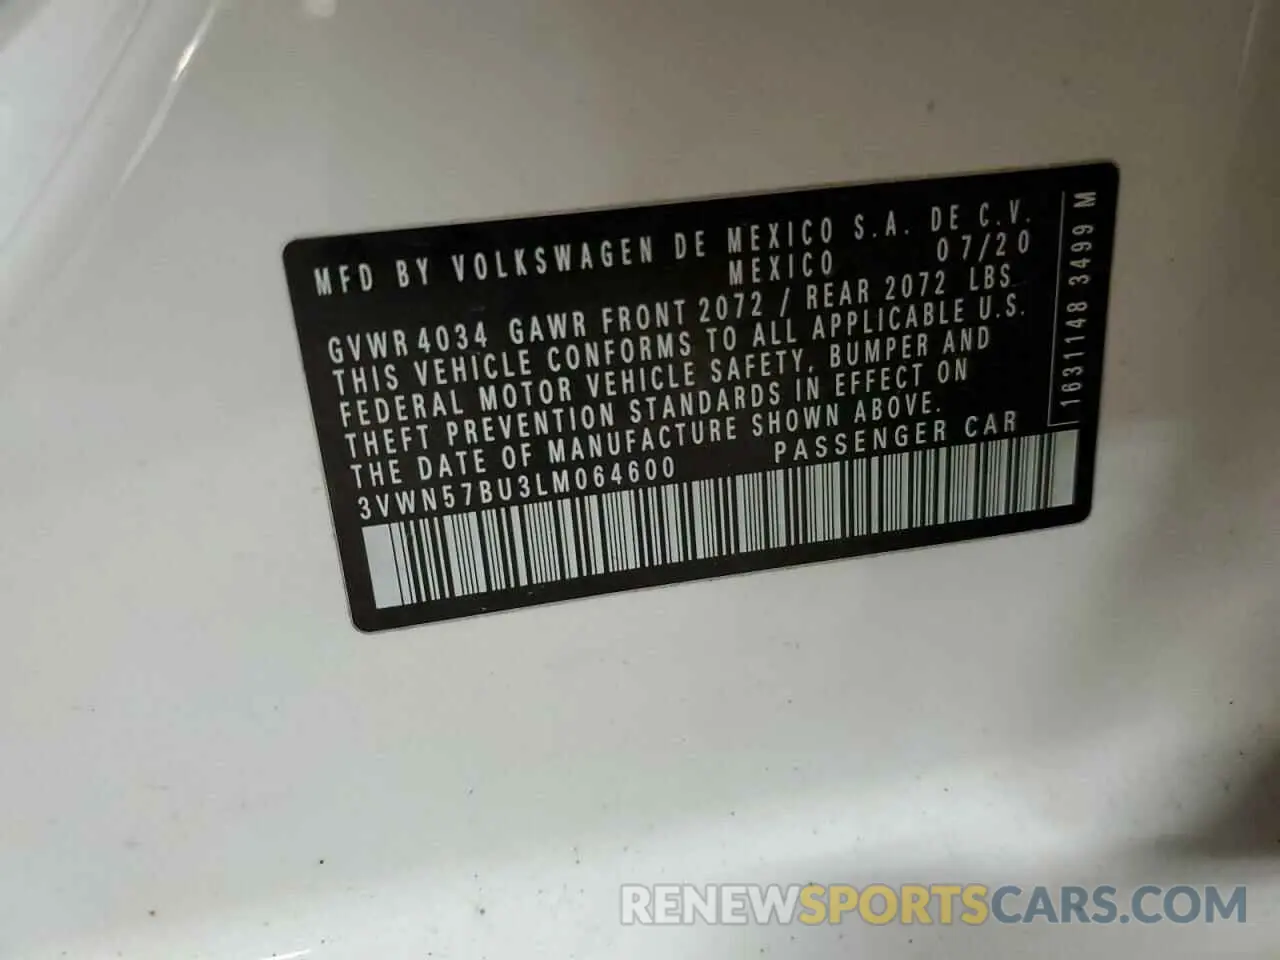 MFD BY VOLKSWAGEN DE MEXICO S.A. DE C.V.
MEXICO 07/20
GVWR 4034 GAWR FRONT 2072 / REAR 2072 LBS
THIS VEHICLE CONFORMS TO ALL APPLICABLE U.S.
FEDERAL MOTOR VEHICLE SAFETY, BUMPER AND
THEFT PREVENTION STANDARDS IN EFFECT ON
THE DATE OF MANUFACTURE SHOWN ABOVE.
3VWN57BU3LM064600 PASSENGER CAR
1631148 3499 M
RENEWSPORTSCARS.COM